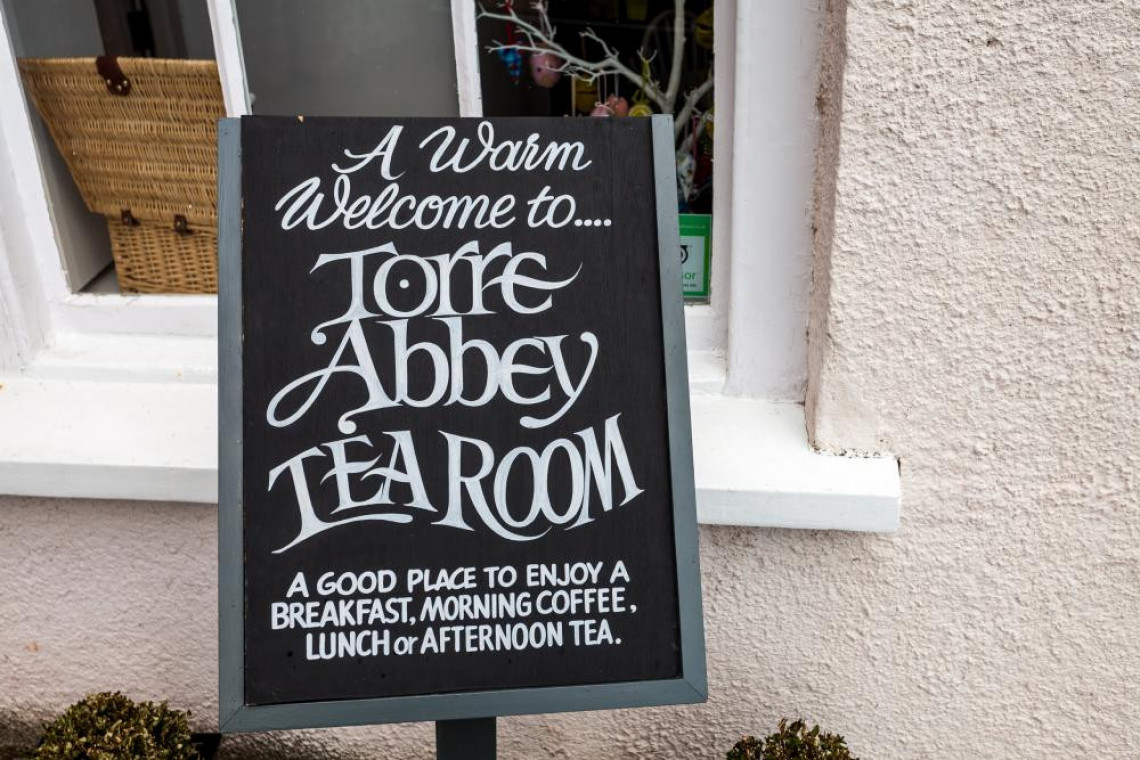 A Warm
Welcome to....
Torre
Abbey
TEA ROOM
A GOOD PLACE TO ENJOY A
BREAKFAST, MORNING COFFEE,
LUNCH or AFTERNOON TEA.